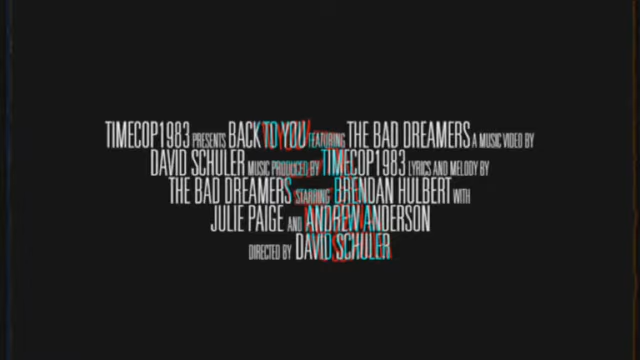 TIMECOP1983 PRESENTS BACK TO YOU FEATURING THE BAD DREAMERS A MUSIC VIDEO BY
DAVID SCHULER MUSIC PRODUCED BY TIMECOP1983 LYRICS AND MELODY BY
THE BAD DREAMERS STARRING BRENDAN HULBERT WITH
JULIE PAIGE AND ANDREW ANDERSON
DIRECTED BY DAVID SCHULER